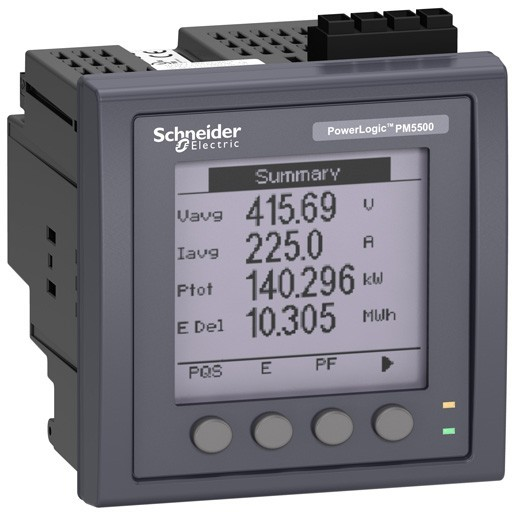 Schneider
Electric
PowerLogic™ PM5500
Summary
Vavg 415.69 V
Iavg 225.0 A
Ptot 140.296 kW
E Del 10.305 MWh
PQS E PF ▶